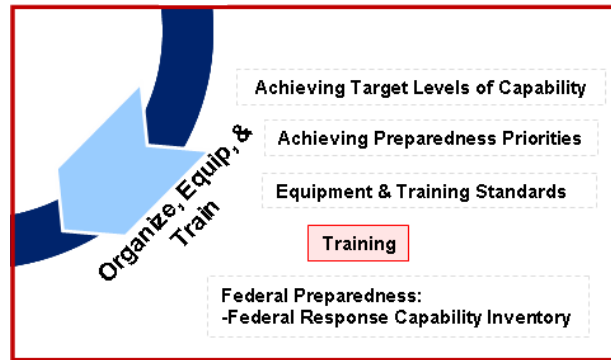 Achieving Target Levels of Capability
Achieving Preparedness Priorities
Organize, Equip, &
Train
Equipment & Training Standards
Training
Federal Preparedness:
-Federal Response Capability Inventory